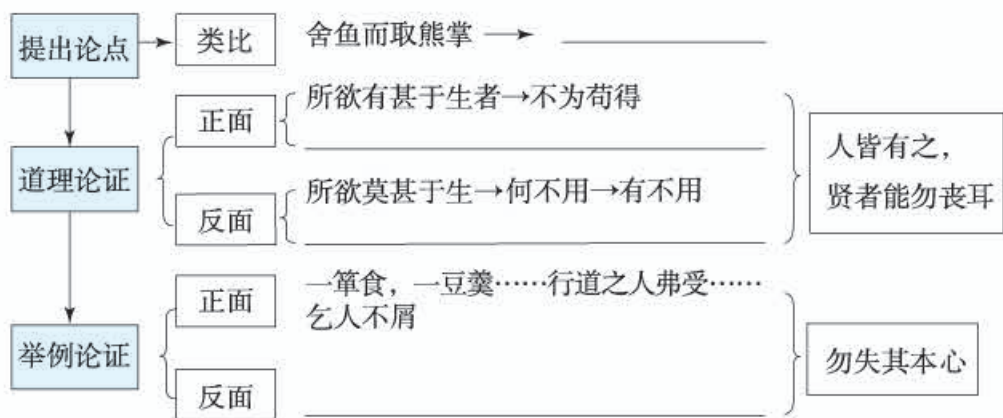 提出论点
类比
舍鱼而取熊掌
道理论证
正面
所欲有甚于生者→不为苟得
反面
所欲莫甚于生→何不用→有不用
人皆有之，
贤者能勿丧耳
举例论证
正面
一箪食，一豆羹……行道之人弗受……
乞人不屑
反面
勿失其本心